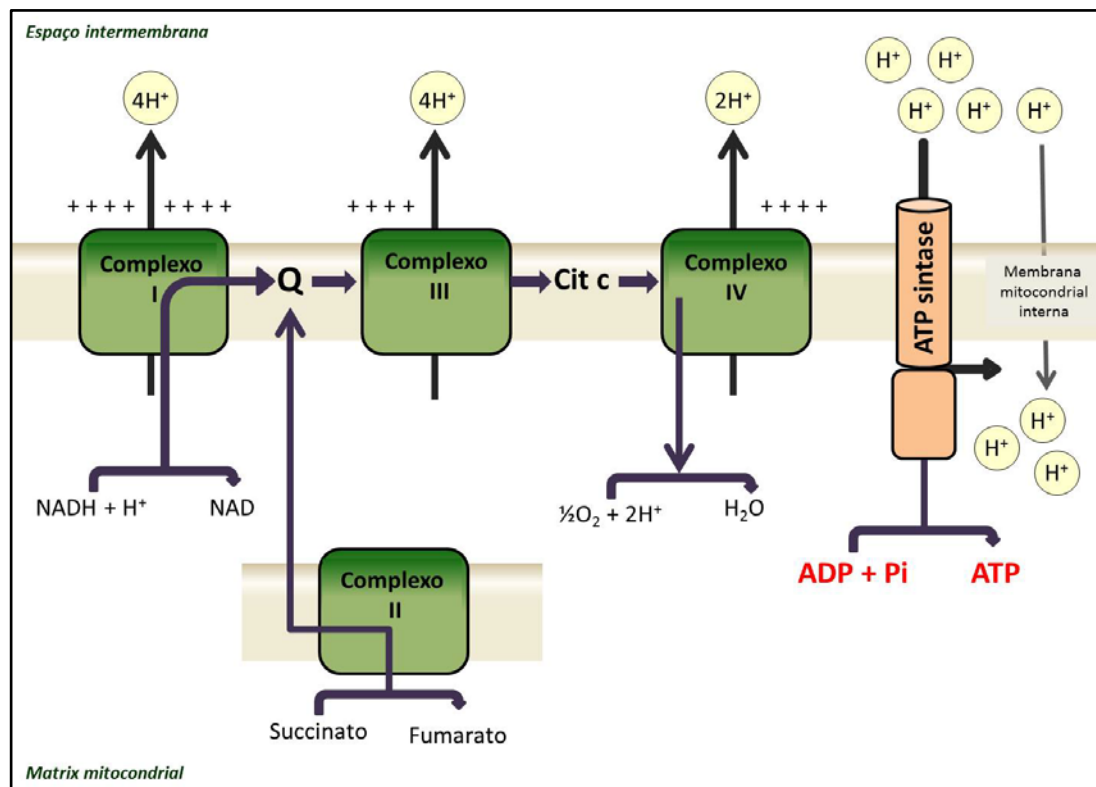 Espaço intermembrana
4H⁺
4H⁺
2H⁺
H⁺
H⁺
H⁺
H⁺
H⁺
+ + + +
+ + + +
+ + + +
+ + + +
Complexo
I
Q
Complexo
III
Cit c
Complexo
IV
ATP sintase
Membrana
mitocondrial
interna
H⁺
H⁺
H⁺
NADH + H⁺
NAD
½O₂ + 2H⁺
H₂O
ADP + Pi
ATP
Complexo
II
Succinato
Fumarato
Matrix mitocondrial